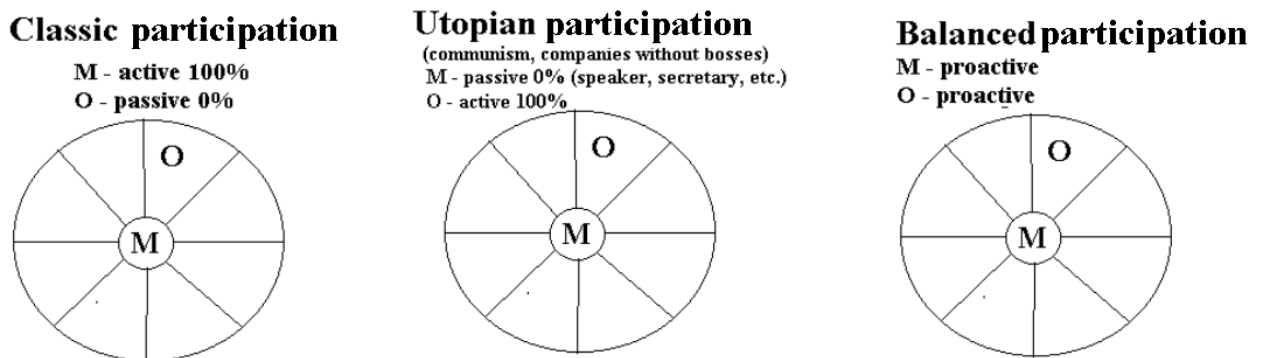 Classic participation
M - active 100%
O - passive 0%
O
M
Utopian participation
(communism, companies without bosses)
M - passive 0% (speaker, secretary, etc.)
O - active 100%
O
M
Balanced participation
M - proactive
O - proactive
O
M